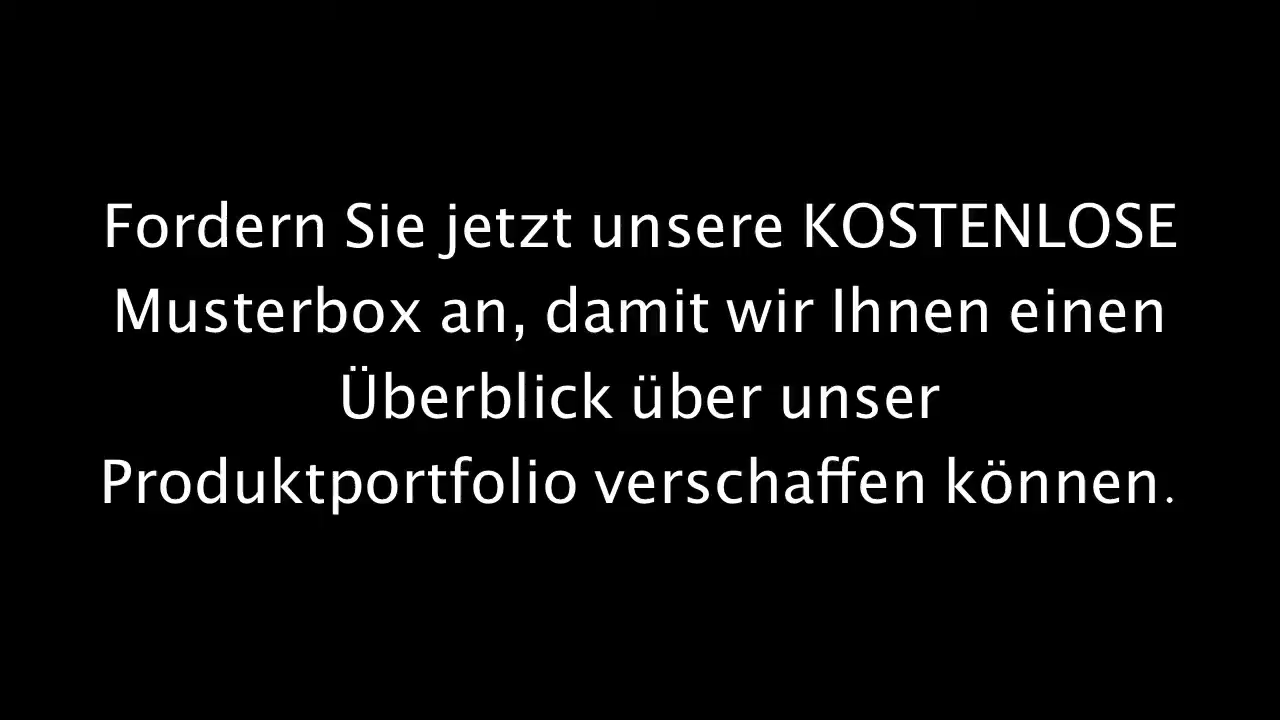 Fordern Sie jetzt unsere KOSTENLOSE
Musterbox an, damit wir Ihnen einen
Überblick über unser
Produktportfolio verschaffen können.